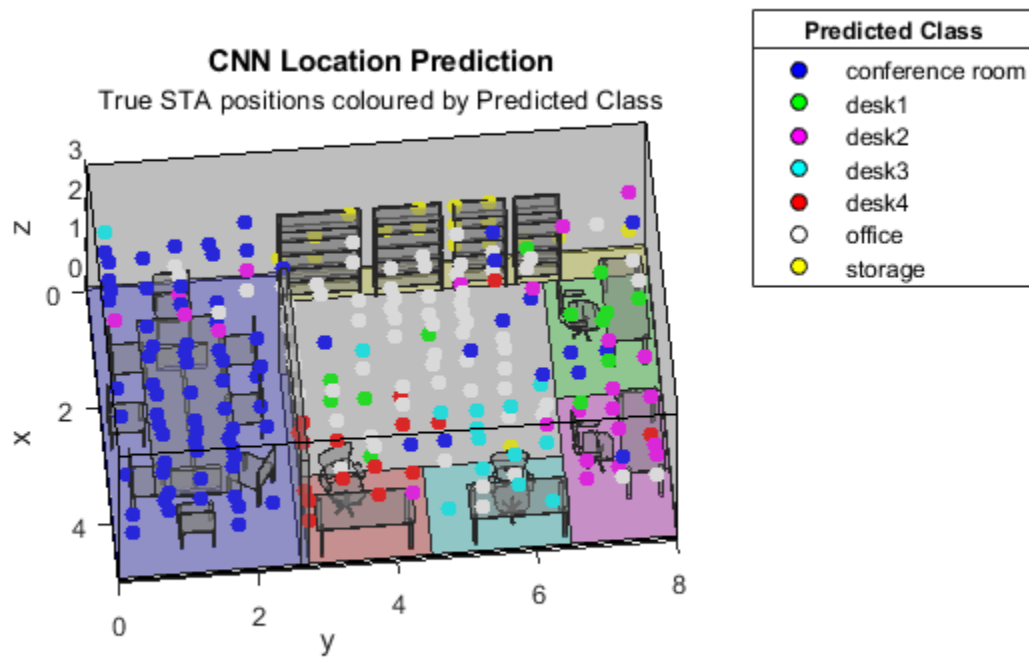 CNN Location Prediction
True STA positions coloured by Predicted Class
Predicted Class
conference room
desk1
desk2
desk3
desk4
office
storage
3
2
1
0
z
0
2
4
x
0
2
4
6
8
y